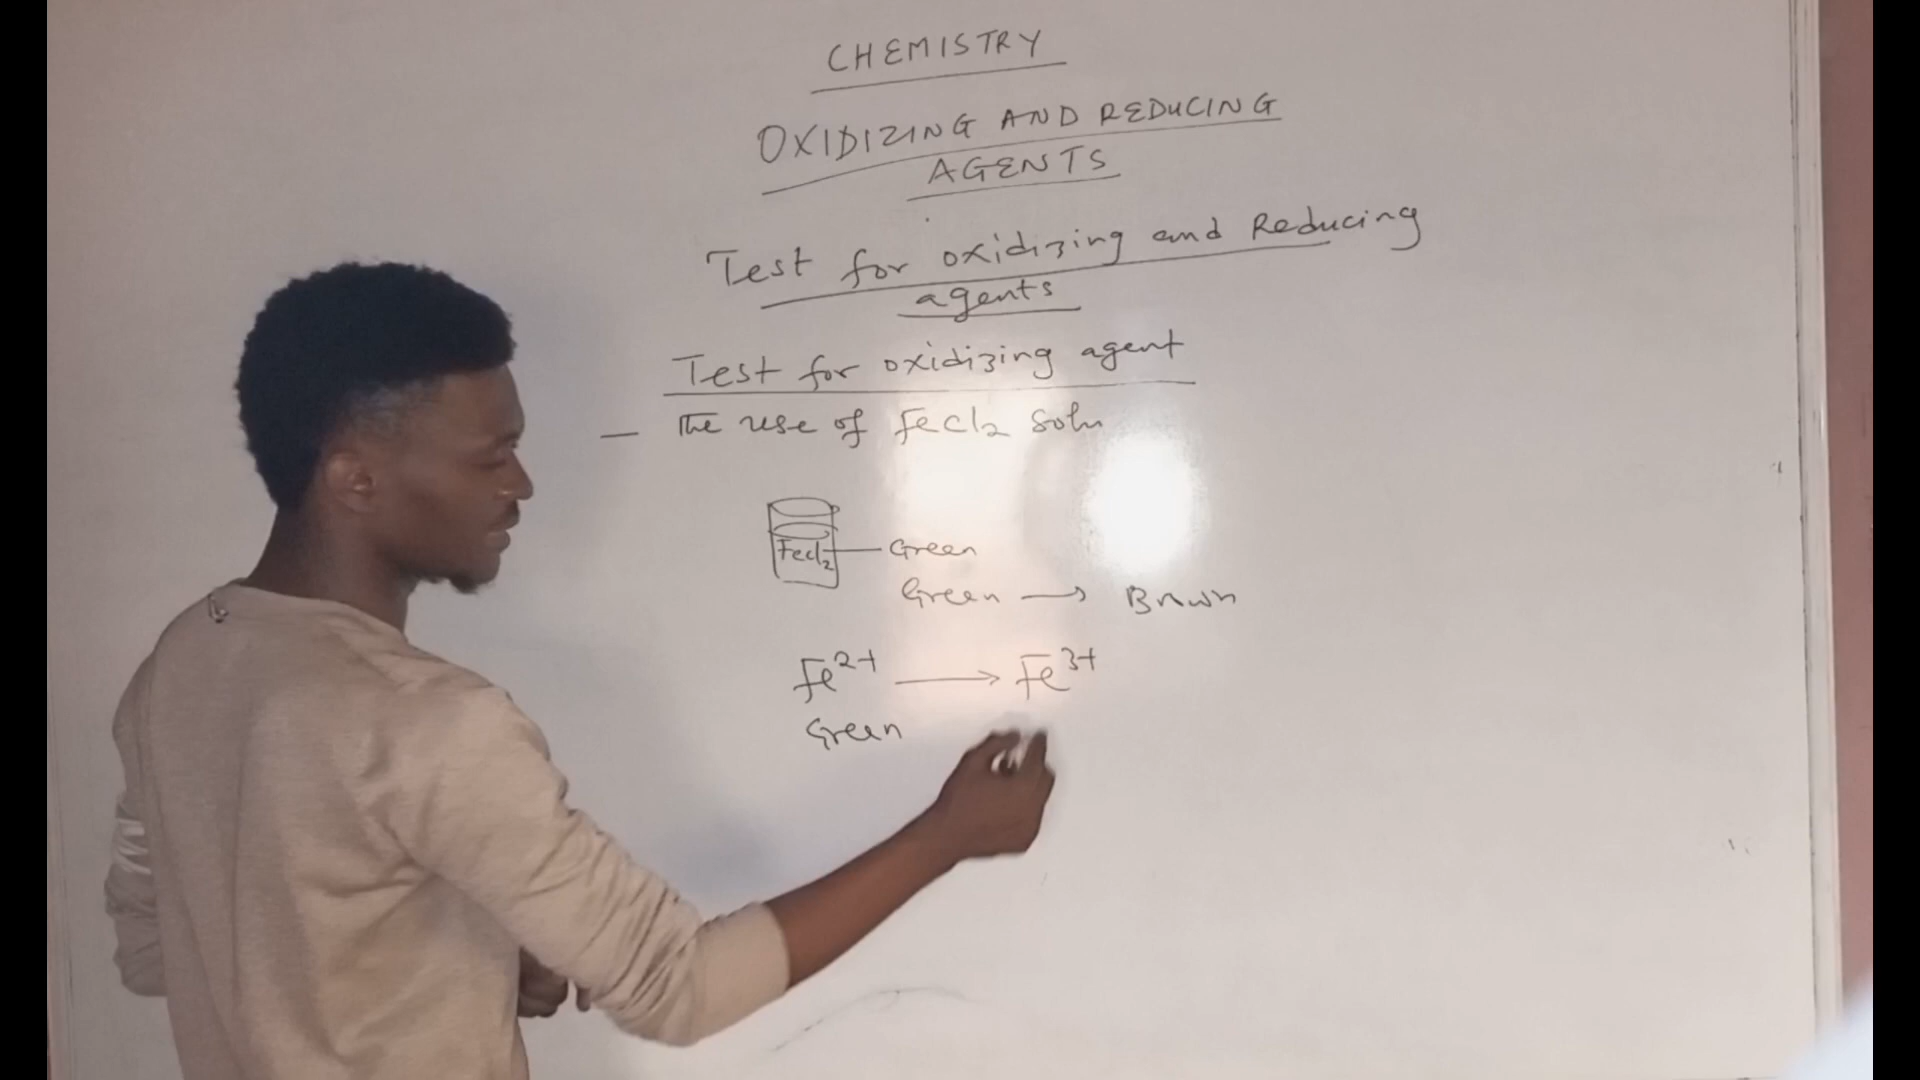 CHEMISTRY
OXIDIZING AND REDUCING
AGENTS
Test for oxidizing and Reducing
agents
Test for oxidizing agent
— The use of FeCl₂ Soln
FeCl₂ — Green
Green → Brown
Fe²⁺ → Fe³⁺
Green